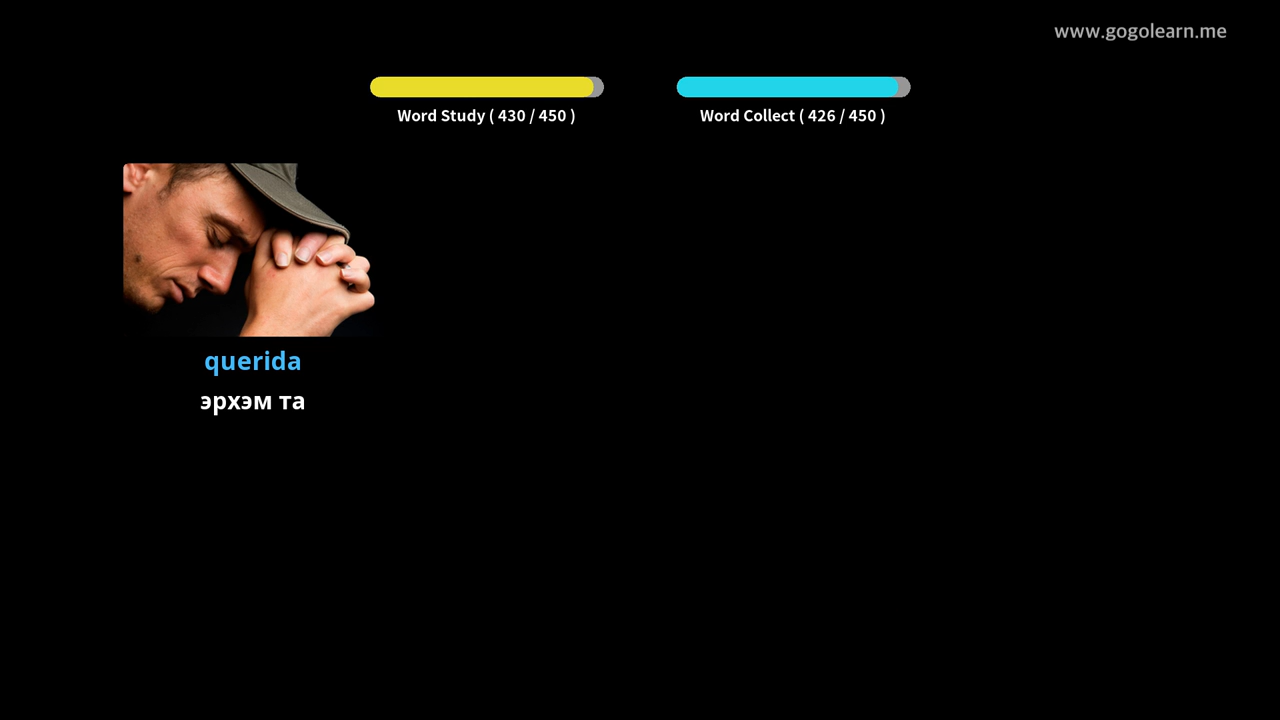 www.gogolearn.me
Word Study ( 430 / 450 )
Word Collect ( 426 / 450 )
querida
эрхэм та